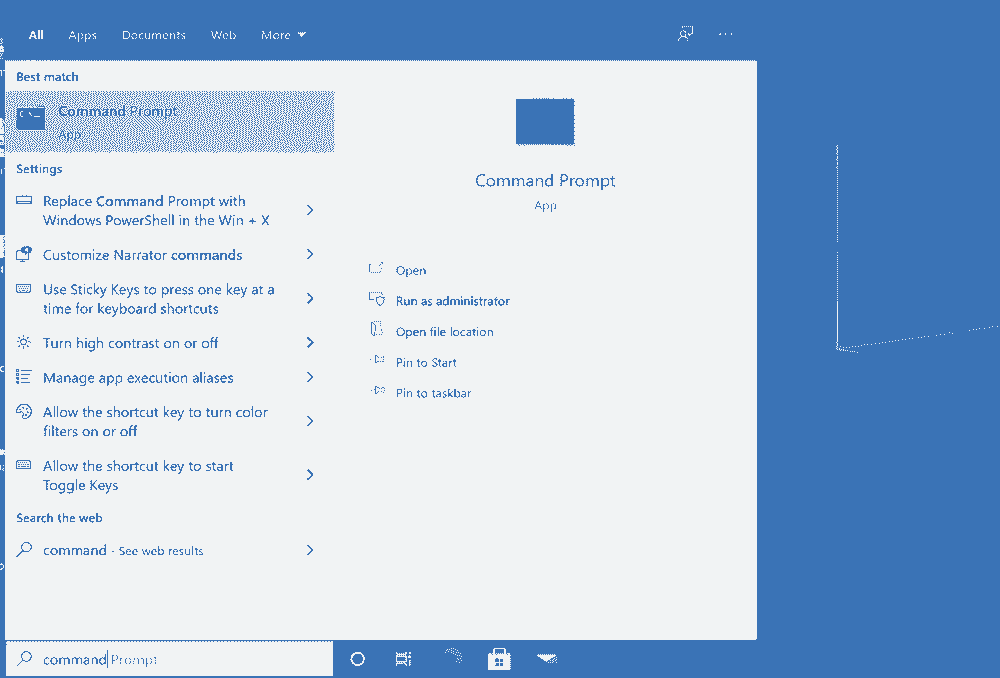 All Apps Documents Web More
Best match
Command Prompt
App
Settings
Replace Command Prompt with
Windows PowerShell in the Win + X
Customize Narrator commands
Use Sticky Keys to press one key at a
time for keyboard shortcuts
Turn high contrast on or off
Manage app execution aliases
Allow the shortcut key to turn color
filters on or off
Allow the shortcut key to start
Toggle Keys
Search the web
command - See web results
Command Prompt
App
Open
Run as administrator
Open file location
Pin to Start
Pin to taskbar
command Prompt